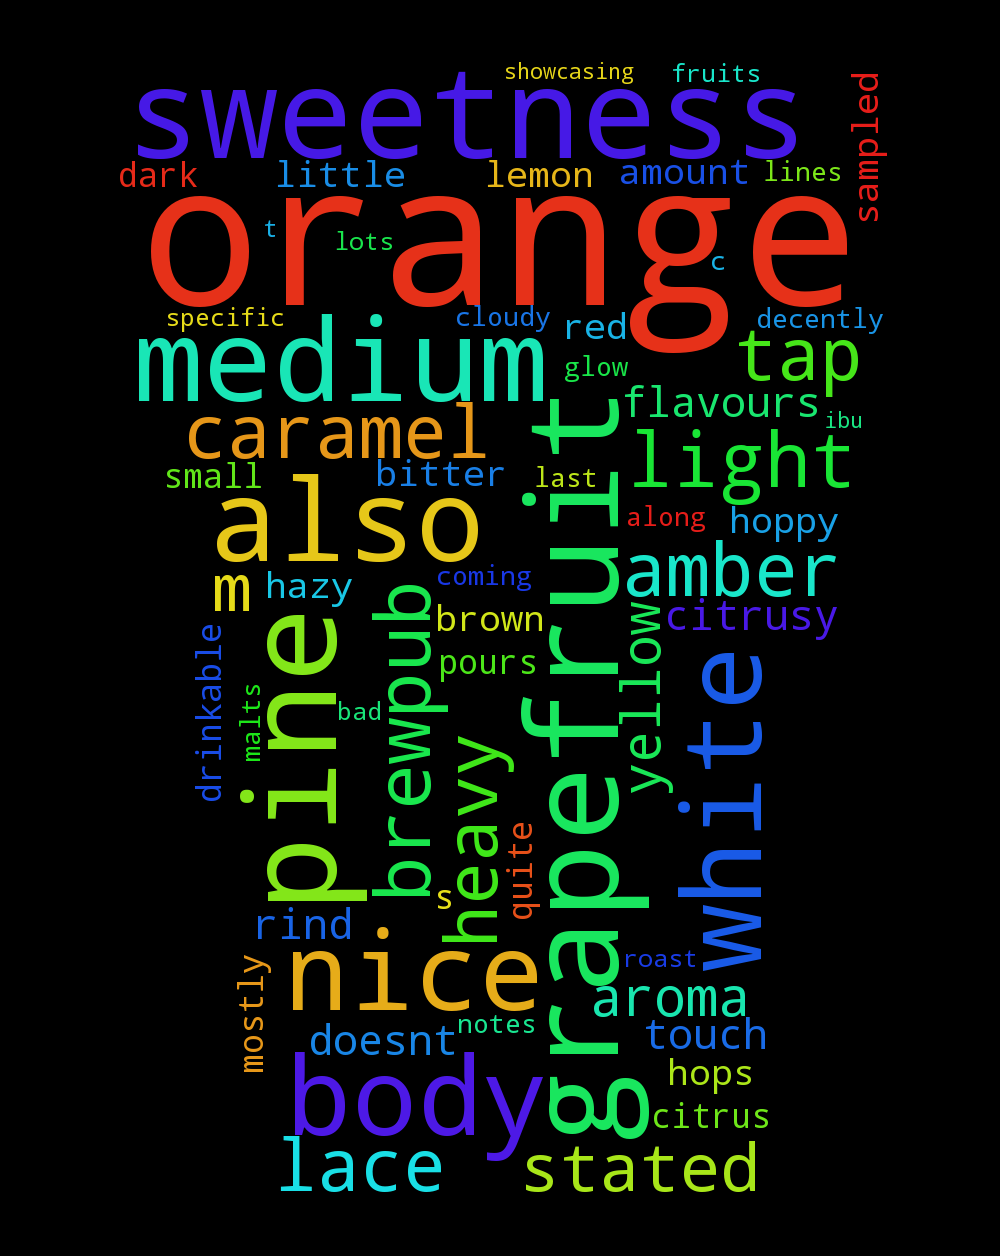 showcasing
fruits
sweetness
sampled
dark
little
lemon
amount
lines
orange
t
lots
c
specific
cloudy
red
decently
medium
glow
tap
flavours
ibu
caramel
light
small
bitter
last
also
along
hoppy
m
hazy
coming
amber
brown
citrusy
pours
drinkable
malts
pine
bad
brewpub
grapefruit
yellow
white
heavy
quite
s
rind
nice
roast
mostly
aroma
doesnt
notes
touch
body
hops
citrus
lace
stated